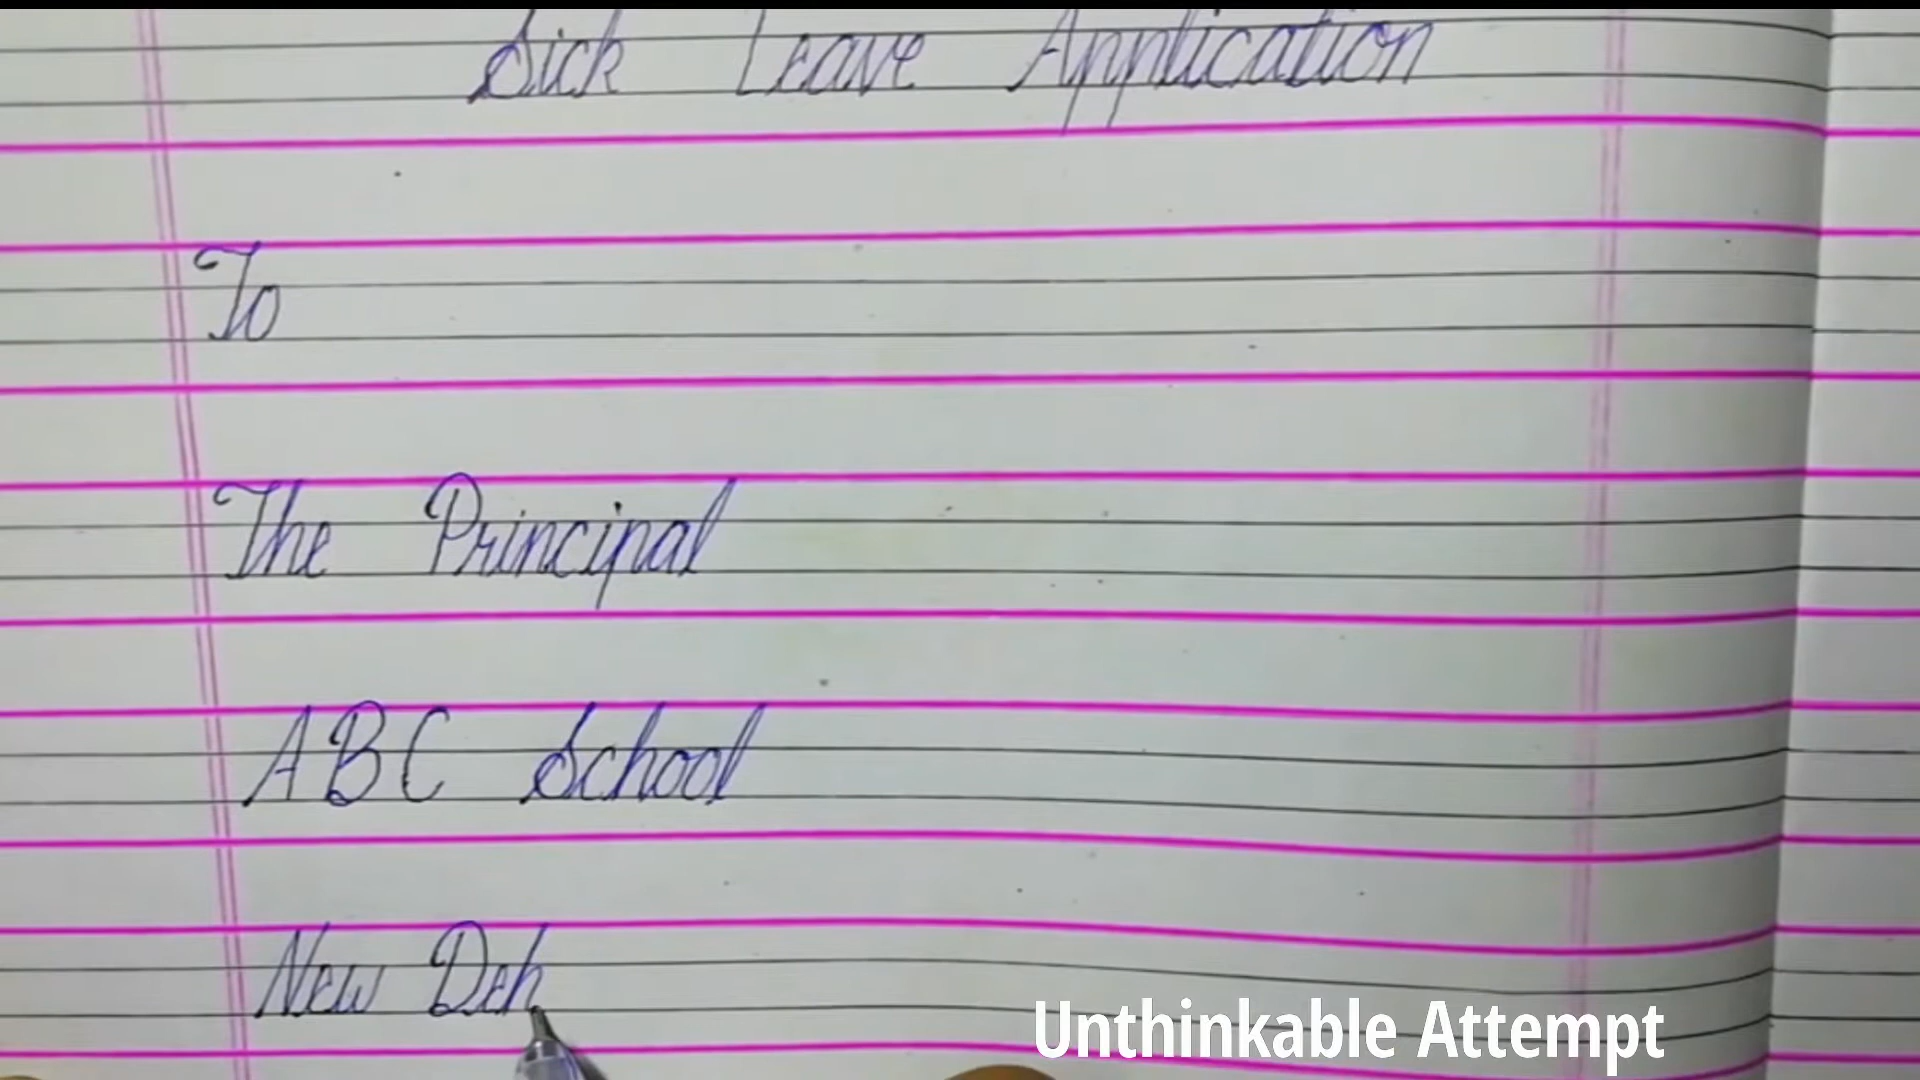 Sick Leave Application
To
The Principal
ABC School
New Deh
Unthinkable Attempt